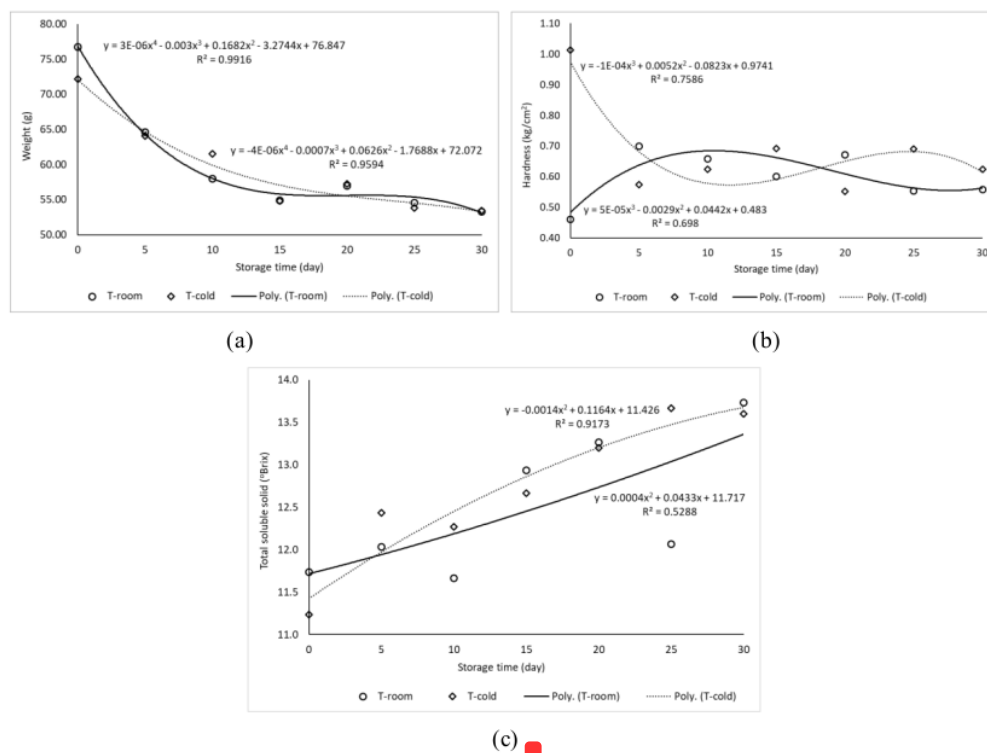 80.00
75.00
70.00
65.00
60.00
55.00
50.00
Weight (g)
y = 3E-06x⁴ - 0.003x³ + 0.1682x² - 3.2744x + 76.847
R² = 0.9916
y = -4E-06x⁴ - 0.0007x³ + 0.0626x² - 1.7688x + 72.072
R² = 0.9594
0 5 10 15 20 25 30
Storage time (day)
T-room T-cold Poly. (T-room) Poly. (T-cold)
(a)
1.10
1.00
0.90
0.80
0.70
0.60
0.50
0.40
Hardness (kg/cm²)
y = -1E-04x³ + 0.0052x² - 0.0823x + 0.9741
R² = 0.7586
y = 5E-05x³ - 0.0029x² + 0.0442x + 0.483
R² = 0.698
0 5 10 15 20 25 30
Storage time (day)
T-room T-cold Poly. (T-room) Poly. (T-cold)
(b)
14.0
13.5
13.0
12.5
12.0
11.5
11.0
Total soluble solid (ºBrix)
y = -0.0014x² + 0.1164x + 11.426
R² = 0.9173
y = 0.0004x² + 0.0433x + 11.717
R² = 0.5288
0 5 10 15 20 25 30
Storage time (day)
T-room T-cold Poly. (T-room) Poly. (T-cold)
(c)